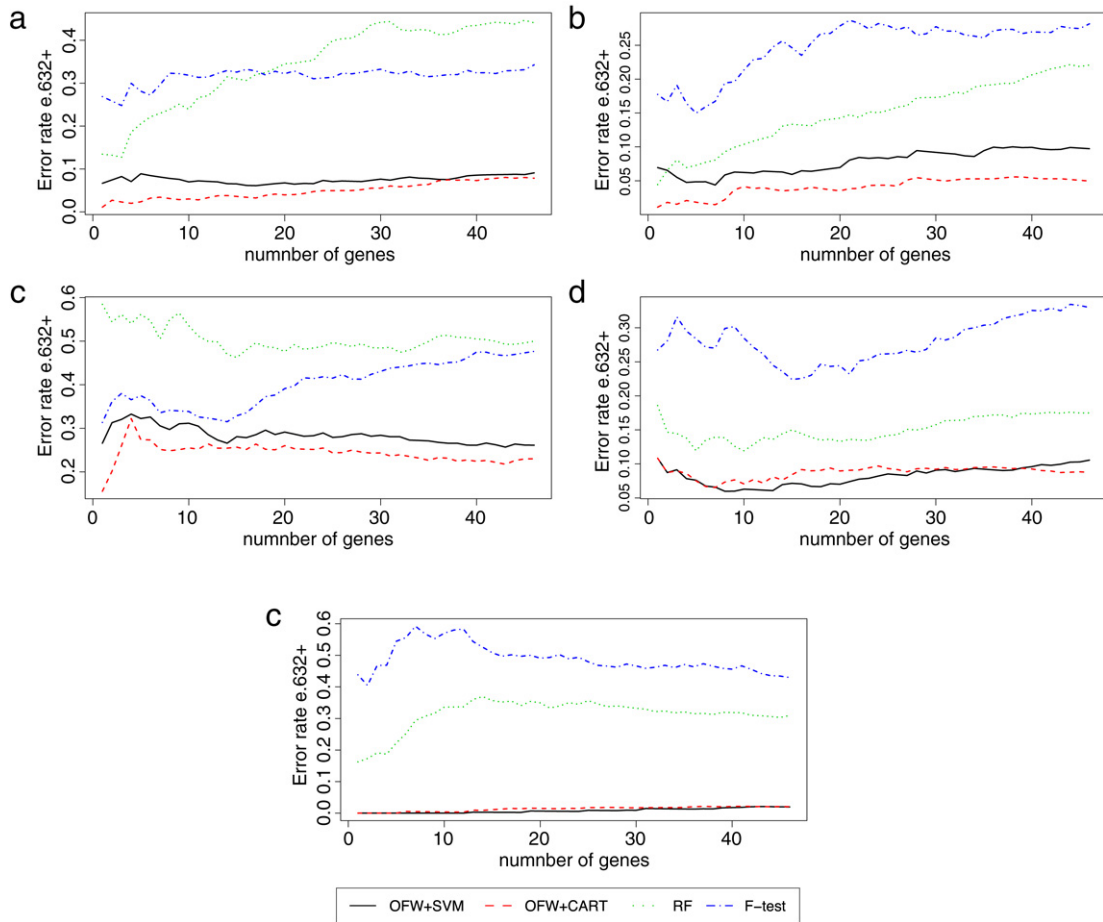 a
Error rate e.632+
0.0 0.1 0.2 0.3 0.4
0 10 20 30 40
numnber of genes
b
Error rate e.632+
0.05 0.10 0.15 0.20 0.25
0 10 20 30 40
numnber of genes
c
Error rate e.632+
0.2 0.3 0.4 0.5 0.6
0 10 20 30 40
numnber of genes
d
Error rate e.632+
0.05 0.10 0.15 0.20 0.25 0.30
0 10 20 30 40
numnber of genes
c
Error rate e.632+
0.0 0.1 0.2 0.3 0.4 0.5 0.6
0 10 20 30 40
numnber of genes
OFW+SVM OFW+CART RF F-test